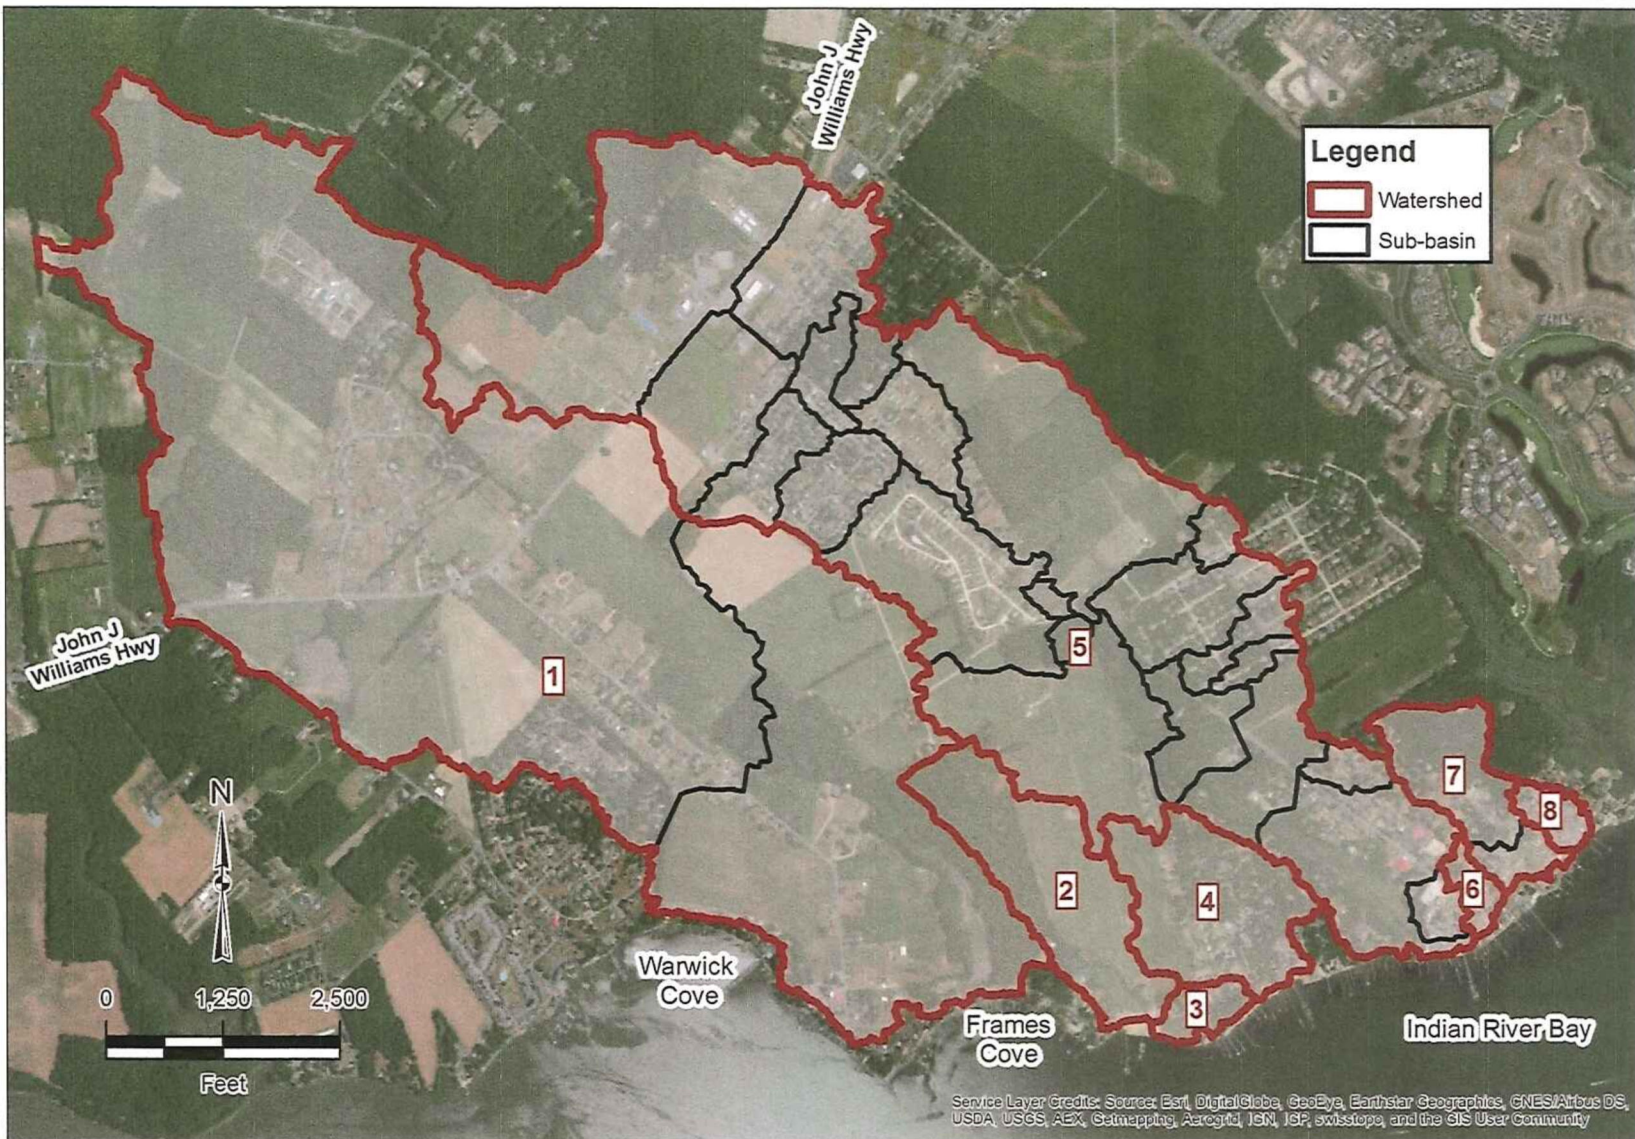 John J
Williams Hwy
Legend
Watershed
Sub-basin
John J
Williams Hwy
1
5
7
8
2
4
6
3
N
0 1,250 2,500
Feet
Warwick
Cove
Frames
Cove
Indian River Bay
Service Layer Credits: Source: Esri, DigitalGlobe, GeoEye, Earthstar Geographics, CNES/Airbus DS,
USDA, USGS, AEX, Getmapping, Aerogrid, IGN, IGP, swisstopo, and the GIS User Community